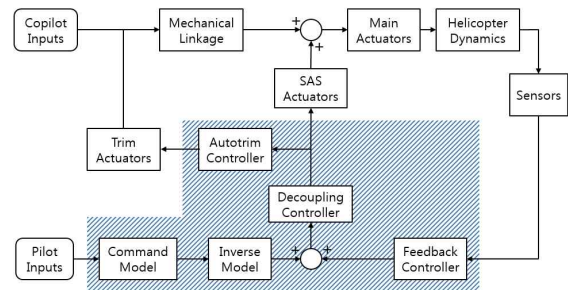 Copilot
Inputs
Mechanical
Linkage
+
+
Main
Actuators
Helicopter
Dynamics
SAS
Actuators
Sensors
Trim
Actuators
Autotrim
Controller
Decoupling
Controller
Pilot
Inputs
Command
Model
Inverse
Model
+
+
Feedback
Controller